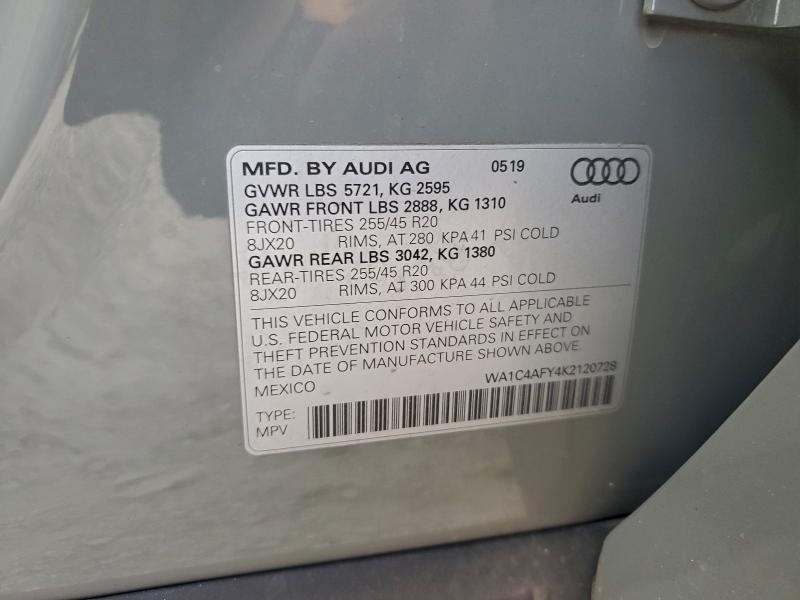 MFD. BY AUDI AG 0519
Audi
GVWR LBS 5721, KG 2595
GAWR FRONT LBS 2888, KG 1310
FRONT-TIRES 255/45 R20
8JX20 RIMS, AT 280 KPA 41 PSI COLD
GAWR REAR LBS 3042, KG 1380
REAR-TIRES 255/45 R20
8JX20 RIMS, AT 300 KPA 44 PSI COLD
THIS VEHICLE CONFORMS TO ALL APPLICABLE
U.S. FEDERAL MOTOR VEHICLE SAFETY AND
THEFT PREVENTION STANDARDS IN EFFECT ON
THE DATE OF MANUFACTURE SHOWN ABOVE.
MEXICO WA1C4AFY4K2120728
TYPE:
MPV